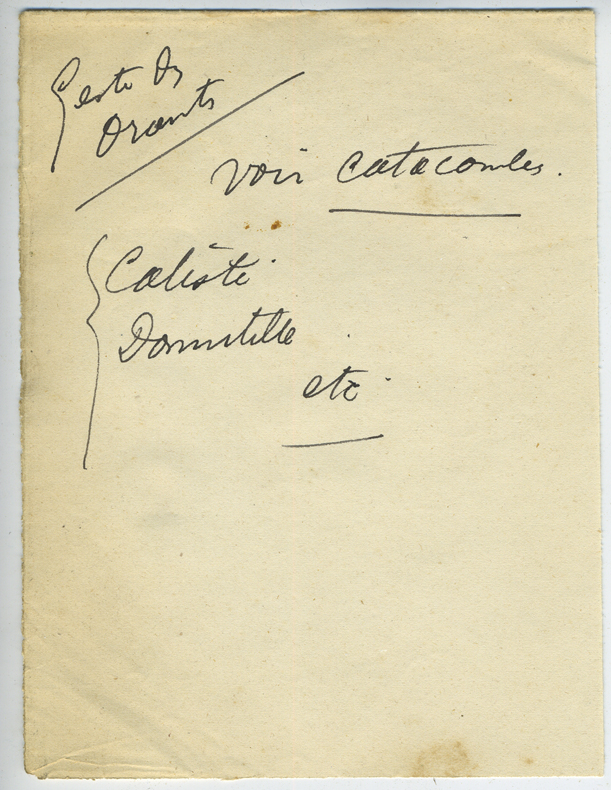 Geste des
Orants
voir catacombes.
Caliste
Domitille
etc.